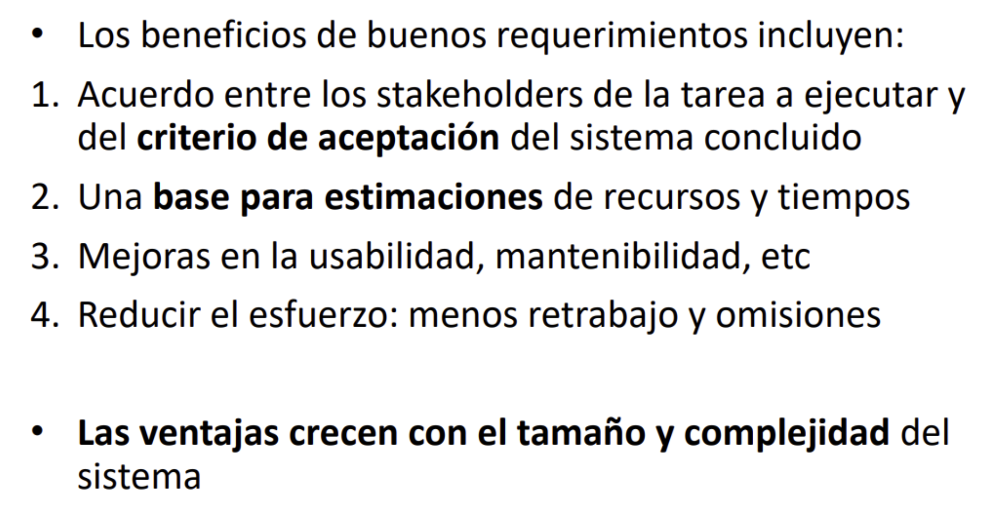 • Los beneficios de buenos requerimientos incluyen:
1. Acuerdo entre los stakeholders de la tarea a ejecutar y
del criterio de aceptación del sistema concluido
2. Una base para estimaciones de recursos y tiempos
3. Mejoras en la usabilidad, mantenibilidad, etc
4. Reducir el esfuerzo: menos retrabajo y omisiones
• Las ventajas crecen con el tamaño y complejidad del
sistema